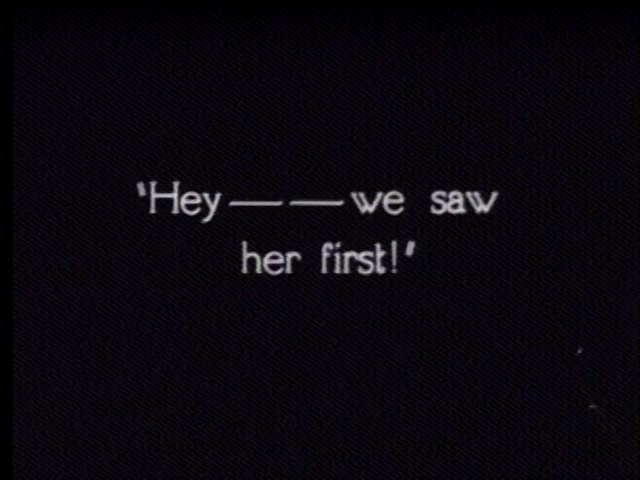 "Hey — — we saw
her first!"